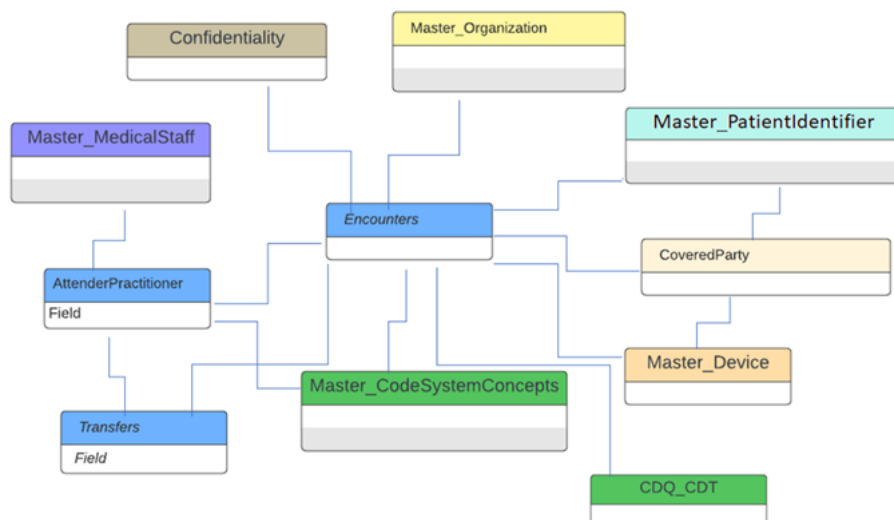 Confidentiality
Master_Organization
Master_MedicalStaff
Master_PatientIdentifier
Encounters
CoveredParty
AttenderPractitioner
Field
Master_Device
Master_CodeSystemConcepts
Transfers
Field
CDQ_CDT